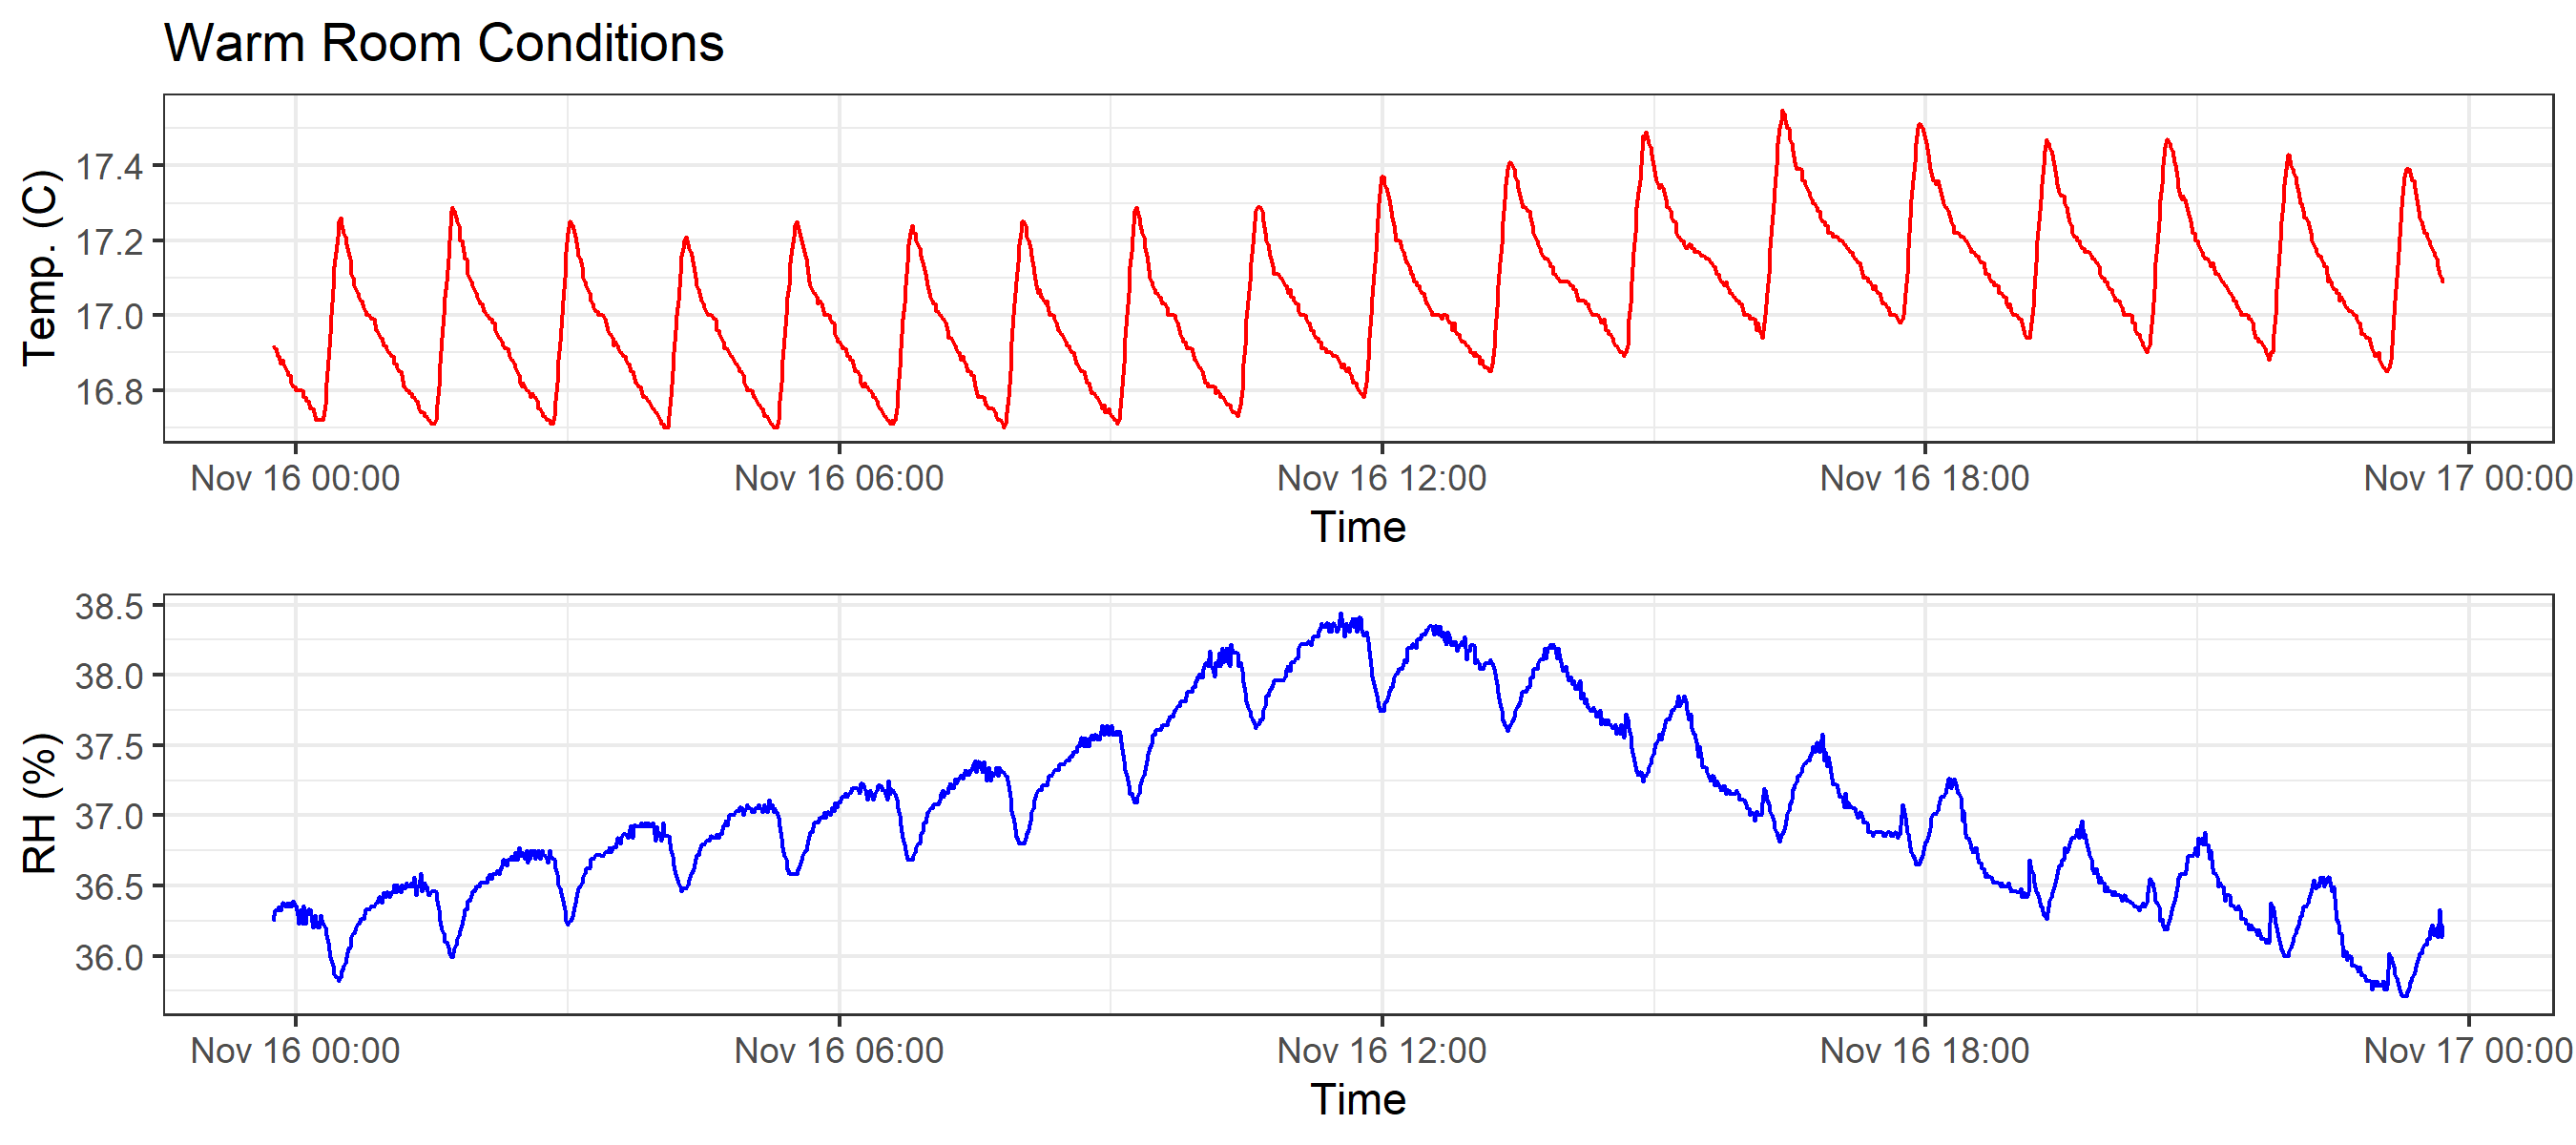 Warm Room Conditions
Temp. (C)
17.4
17.2
17.0
16.8
Nov 16 00:00 Nov 16 06:00 Nov 16 12:00 Nov 16 18:00 Nov 17 00:00
Time
RH (%)
38.5
38.0
37.5
37.0
36.5
36.0
Nov 16 00:00 Nov 16 06:00 Nov 16 12:00 Nov 16 18:00 Nov 17 00:00
Time